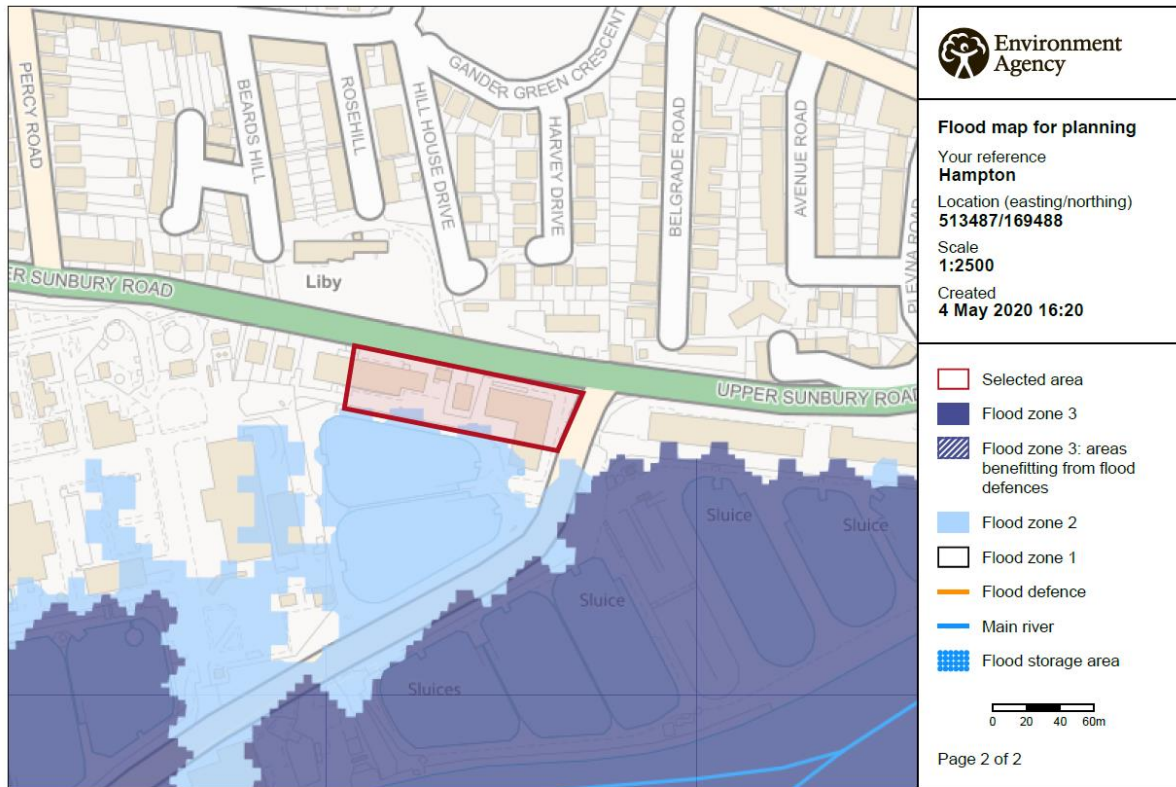 PERCY ROAD
BEARDS HILL
ROSEHILL
HILL HOUSE DRIVE
GANDER GREEN CRESCENT
HARVEY DRIVE
BELGRADE ROAD
AVENUE ROAD
PLEVNA ROAD
ER SUNBURY ROAD
Liby
UPPER SUNBURY ROAD
Sluice
Sluice
Sluice
Sluices
Environment
Agency
Flood map for planning
Your reference
Hampton
Location (easting/northing)
513487/169488
Scale
1:2500
Created
4 May 2020 16:20
Selected area
Flood zone 3
Flood zone 3: areas
benefitting from flood
defences
Flood zone 2
Flood zone 1
Flood defence
Main river
Flood storage area
0 20 40 60m
Page 2 of 2